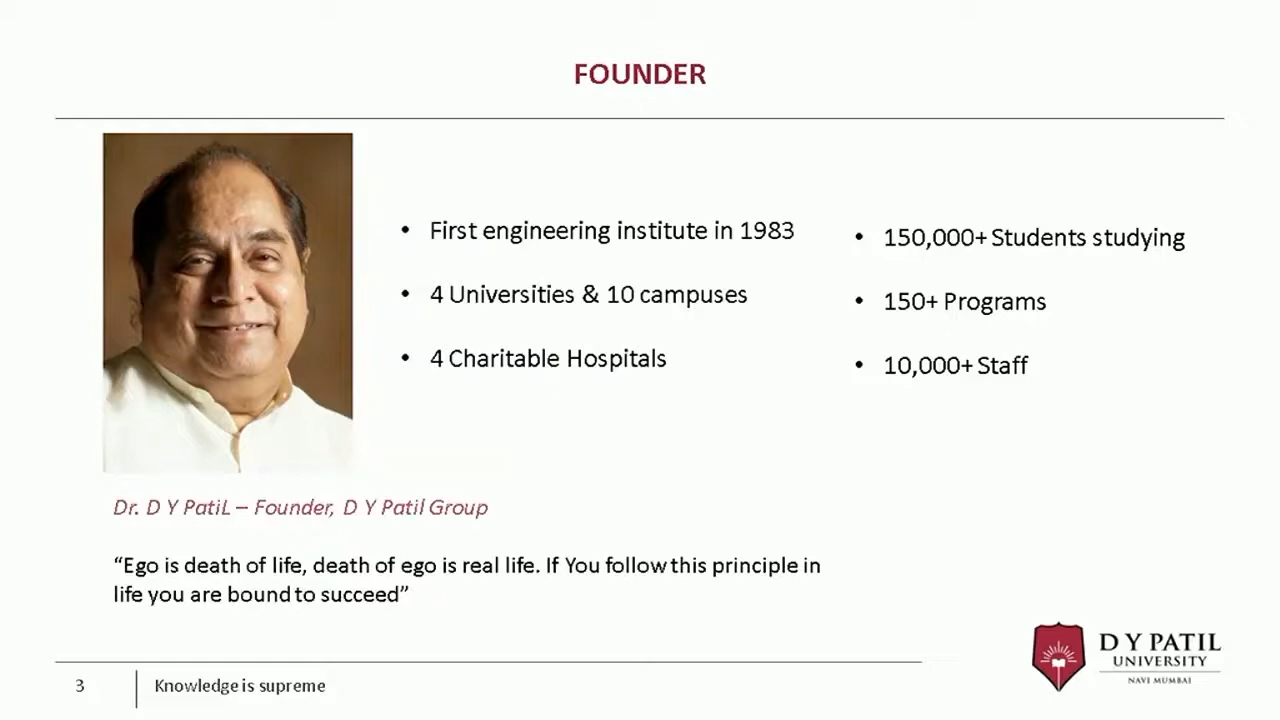 FOUNDER
• First engineering institute in 1983
• 4 Universities & 10 campuses
• 4 Charitable Hospitals
• 150,000+ Students studying
• 150+ Programs
• 10,000+ Staff
Dr. D Y PatiL – Founder, D Y Patil Group
“Ego is death of life, death of ego is real life. If You follow this principle in
life you are bound to succeed”
3
Knowledge is supreme
D Y PATIL
UNIVERSITY
NAVI MUMBAI